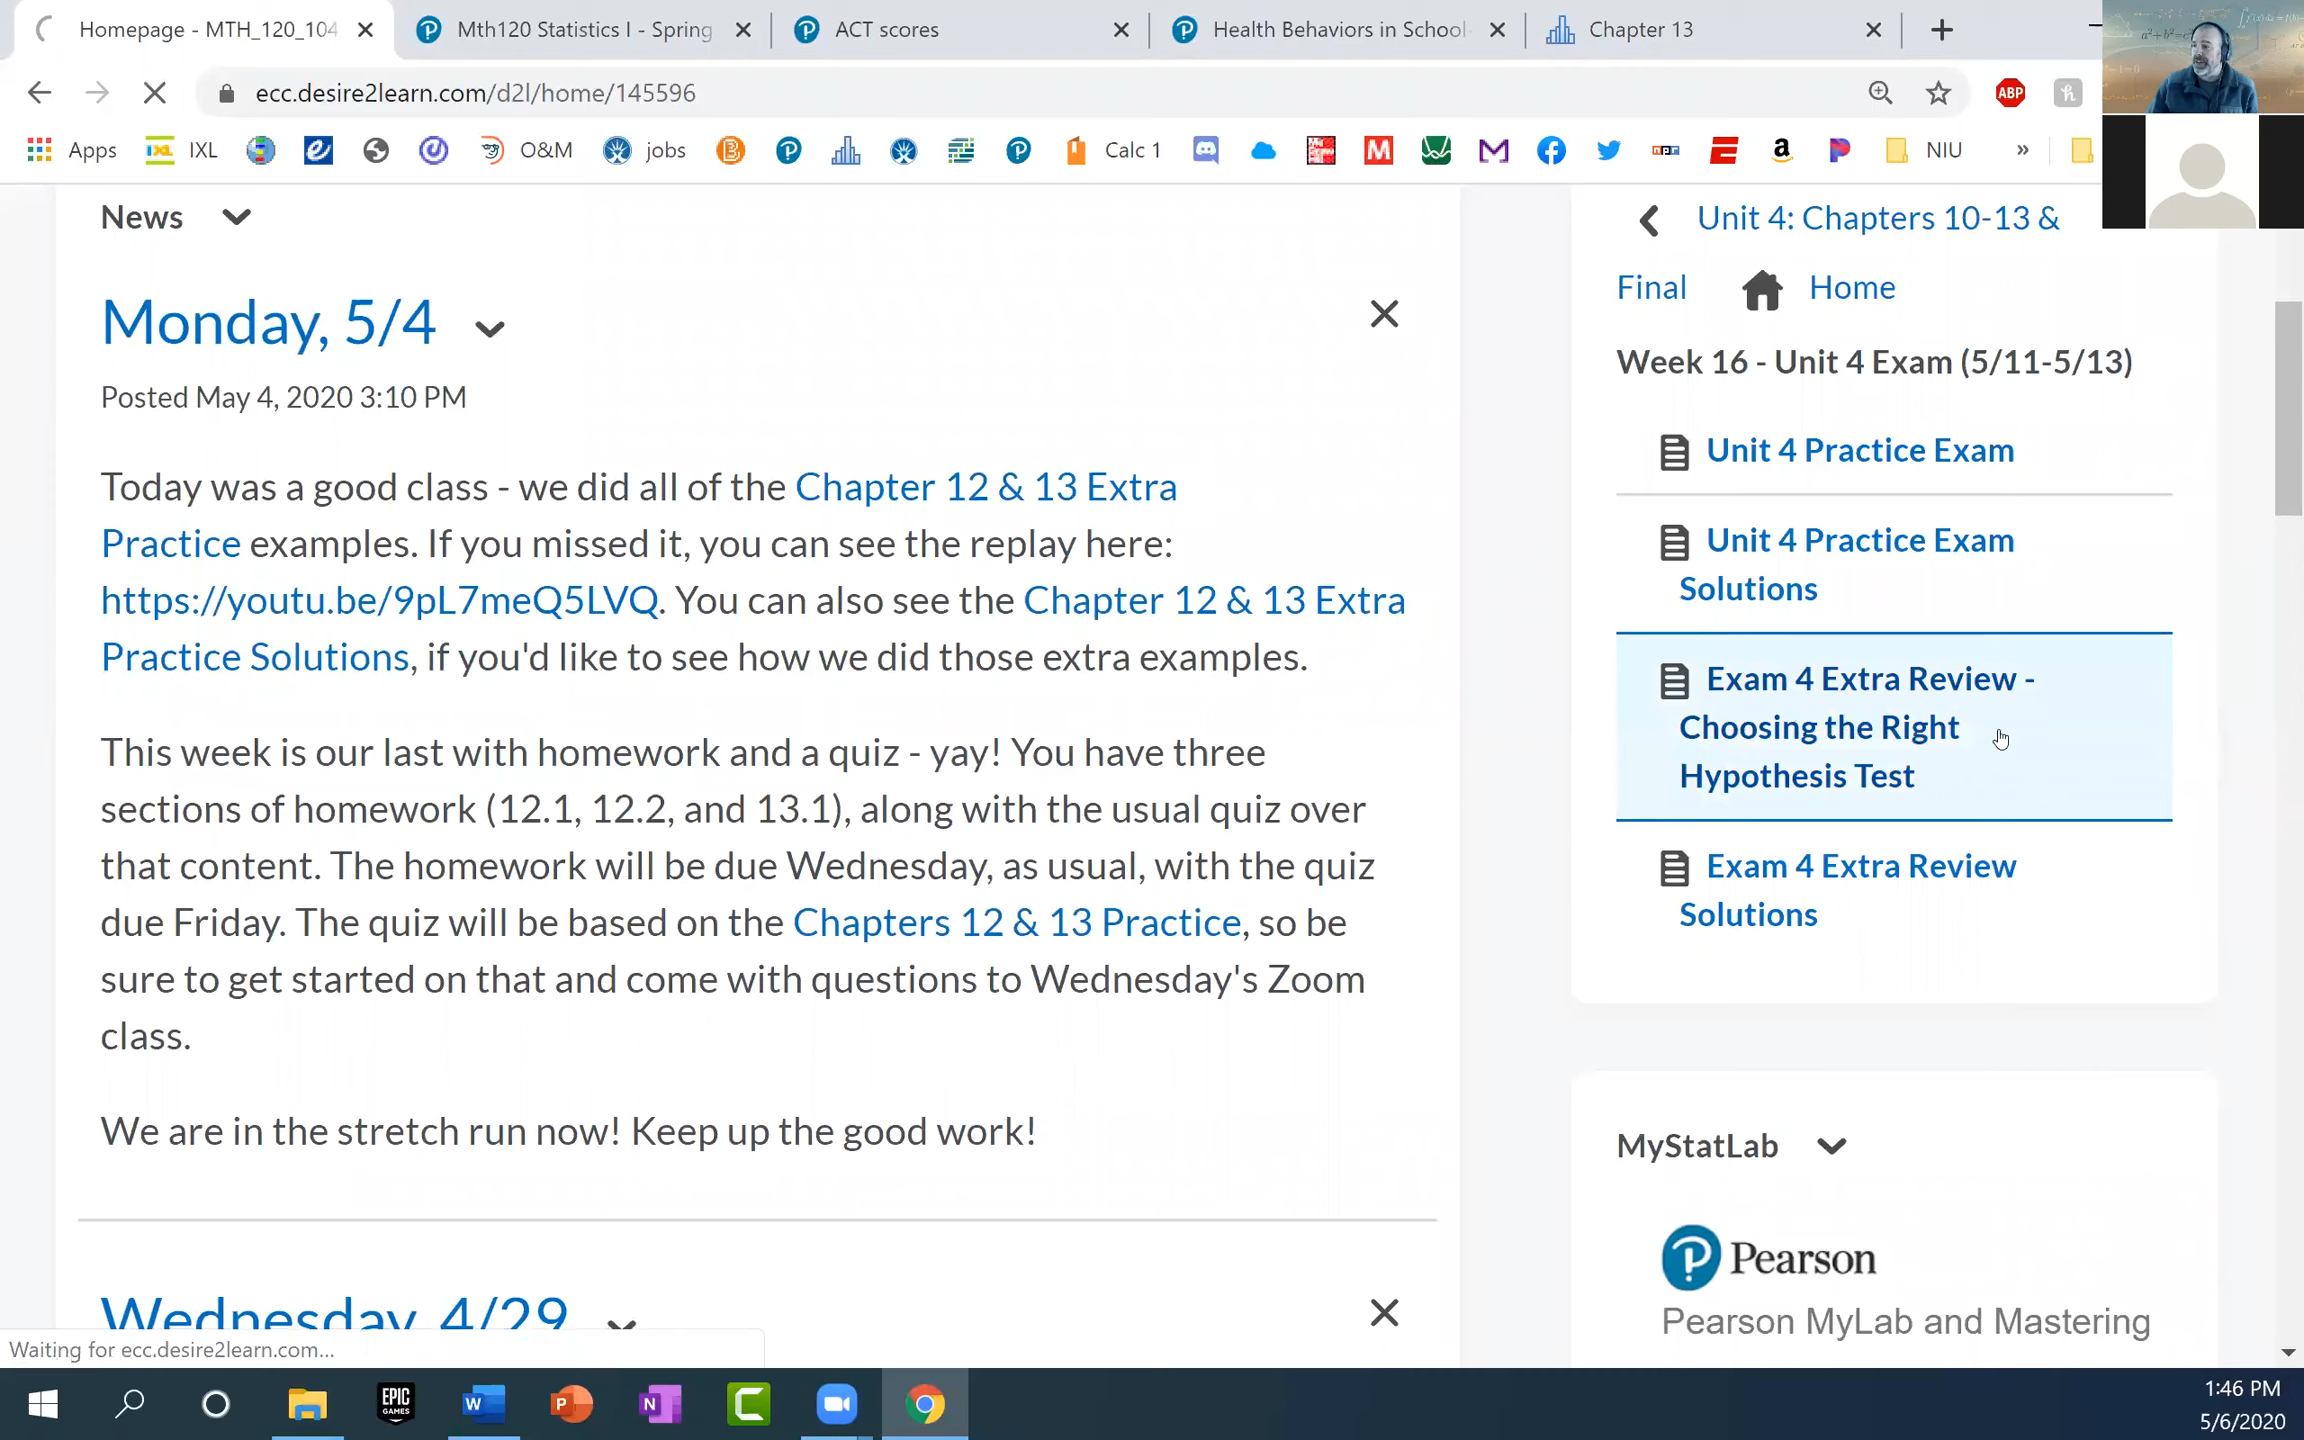 Homepage - MTH_120_104
Mth120 Statistics I - Spring
ACT scores
Health Behaviors in School
Chapter 13
ecc.desire2learn.com/d2l/home/145596
ABP
Apps
IXL
IXL
O&M
jobs
Calc 1
npr
NIU
»
News
Monday, 5/4
Posted May 4, 2020 3:10 PM
Today was a good class - we did all of the Chapter 12 & 13 Extra
Practice examples. If you missed it, you can see the replay here:
https://youtu.be/9pL7meQ5LVQ. You can also see the Chapter 12 & 13 Extra
Practice Solutions, if you'd like to see how we did those extra examples.
This week is our last with homework and a quiz - yay! You have three
sections of homework (12.1, 12.2, and 13.1), along with the usual quiz over
that content. The homework will be due Wednesday, as usual, with the quiz
due Friday. The quiz will be based on the Chapters 12 & 13 Practice, so be
sure to get started on that and come with questions to Wednesday's Zoom
class.
We are in the stretch run now! Keep up the good work!
Wednesday, 4/29
Unit 4: Chapters 10-13 &
Final
Home
Week 16 - Unit 4 Exam (5/11-5/13)
Unit 4 Practice Exam
Unit 4 Practice Exam
Solutions
Exam 4 Extra Review -
Choosing the Right
Hypothesis Test
Exam 4 Extra Review
Solutions
MyStatLab
Pearson
Pearson MyLab and Mastering
Waiting for ecc.desire2learn.com...
EPIC
GAMES
1:46 PM
5/6/2020